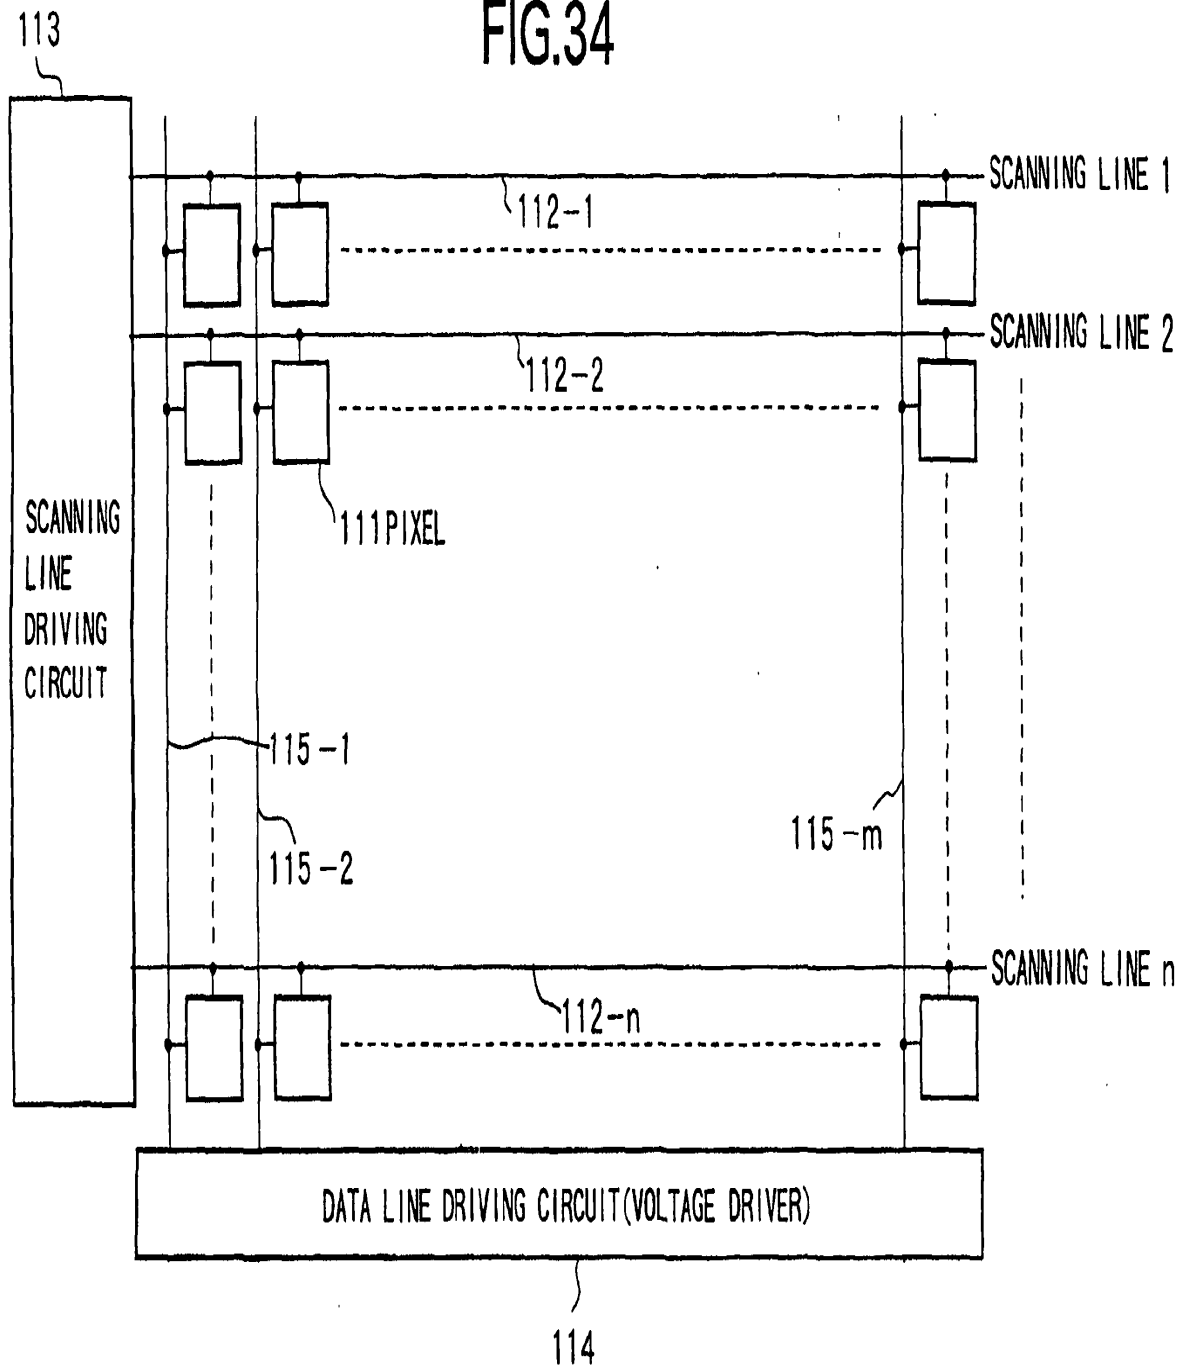 FIG.34
113
SCANNING LINE 1
112-1
SCANNING LINE 2
112-2
111PIXEL
SCANNING
LINE
DRIVING
CIRCUIT
115-1
115-m
115-2
SCANNING LINE n
112-n
DATA LINE DRIVING CIRCUIT(VOLTAGE DRIVER)
114